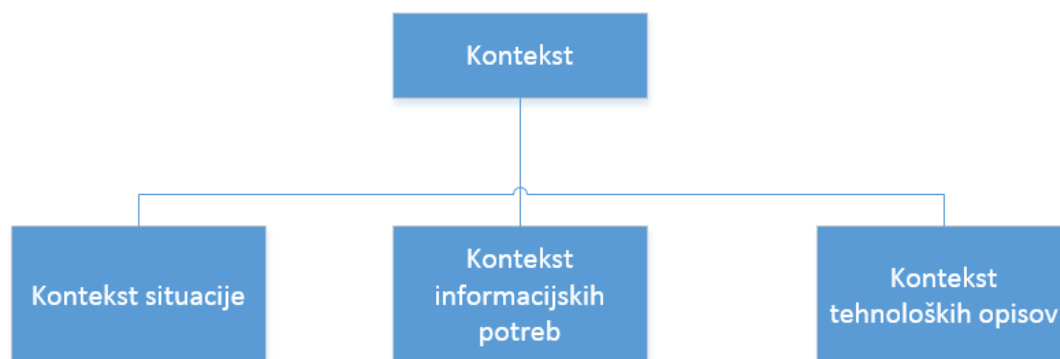 Kontekst
Kontekst situacije
Kontekst
informacijskih
potreb
Kontekst
tehnoloških opisov